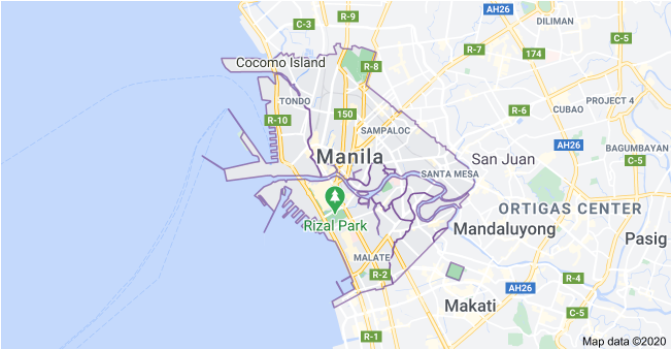 R-3
R-9
C-3
AH26
DILIMAN
C-5
R-7
174
Cocomo Island
R-8
TONDO
150
R-10
SAMPALOC
R-6
PROJECT 4
CUBAO
AH26
BAGUMBAYAN
C-5
Manila
San Juan
SANTA MESA
ORTIGAS CENTER
Rizal Park
Mandaluyong
Pasig
MALATE
R-2
R-4
AH26
Makati
C-5
R-1
Map data ©2020